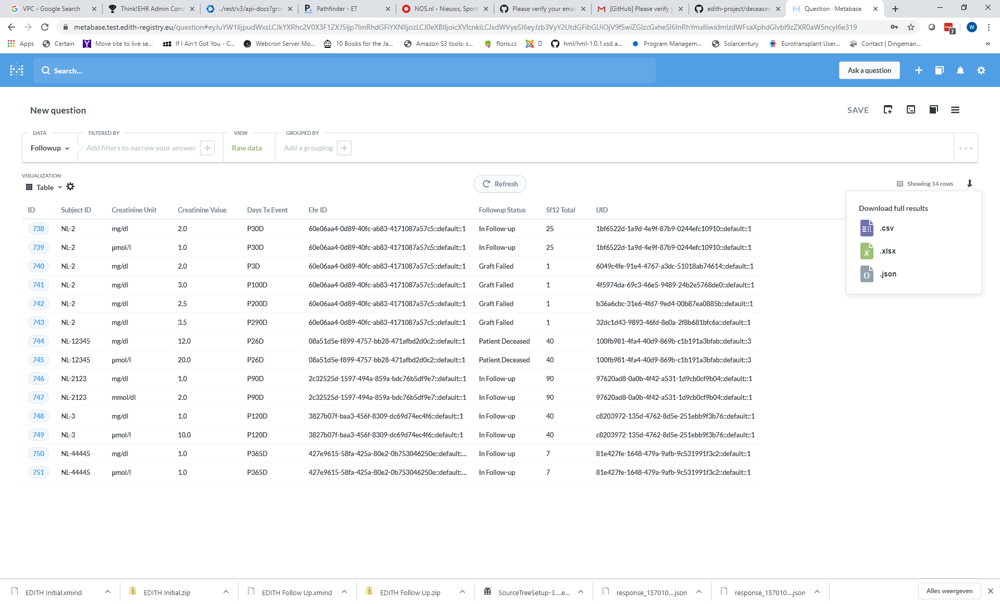 VPC - Google Search
Think!EHR Admin Cons
../rest/v3/api-docs?grou
Pathfinder - ET
NOS.nl - Nieuws, Sport
Please verify your emai
[GitHub] Please verify y
edith-project/deceased
Question · Metabase
metabase.test.edith-registry.eu/question#
7
W
Apps
Certain
Move site to live se...
If I Ain't Got You - C...
Webcron Server Mo...
10 Books for the Ja...
Amazon S3 tools: s...
floris.cc
D
hml/hml-1.0.1.xsd a...
Program Managem...
Solarcentury
Eurotransplant User...
Contact | Dingeman...
»
Search...
Ask a question
New question
SAVE
DATA
FILTERED BY
VIEW
GROUPED BY
Followup
Add filters to narrow your answer
Raw data
Add a grouping
VISUALIZATION
Table
Refresh
Showing 14 rows
Download full results
.csv
.xlsx
.json
ID Subject ID Creatinine Unit Creatinine Value Days Tx Event Ehr ID Followup Status Sf12 Total UID
738 NL-2 mg/dl 2.0 P30D 60e06aa4-0d89-40fc-ab83-4171087a57c5::default::1 In Follow-up 25 1bf6522d-1a9d-4e9f-87b9-0244efc10910::default::1
739 NL-2 µmol/l 1.0 P30D 60e06aa4-0d89-40fc-ab83-4171087a57c5::default::1 In Follow-up 25 1bf6522d-1a9d-4e9f-87b9-0244efc10910::default::1
740 NL-2 mg/dl 2.0 P3D 60e06aa4-0d89-40fc-ab83-4171087a57c5::default::1 Graft Failed 1 6049c4fe-91e4-4767-a3dc-51018ab74614::default::1
741 NL-2 mg/dl 3.0 P100D 60e06aa4-0d89-40fc-ab83-4171087a57c5::default::1 Graft Failed 1 4f5974da-69c3-46e5-9489-24b2e5768de0::default::1
742 NL-2 mg/dl 2.5 P200D 60e06aa4-0d89-40fc-ab83-4171087a57c5::default::1 Graft Failed 1 b36a6cbc-31e6-4fd7-9ed4-00b87ea0885b::default::1
743 NL-2 mg/dl 3.5 P290D 60e06aa4-0d89-40fc-ab83-4171087a57c5::default::1 Graft Failed 1 32dc1d43-9893-46fd-8e0a-2f8b681bfc6a::default::1
744 NL-12345 mg/dl 12.0 P26D 08a51d5e-f899-4757-bb28-471afbd2d0c2::default::1 Patient Deceased 40 100fb981-4fa4-40d9-869b-c1b191a3bfab::default::3
745 NL-12345 µmol/l 20.0 P26D 08a51d5e-f899-4757-bb28-471afbd2d0c2::default::1 Patient Deceased 40 100fb981-4fa4-40d9-869b-c1b191a3bfab::default::3
746 NL-2123 mg/dl 1.0 P90D 2c32525d-1597-494a-859a-bdc76b5df9e7::default::1 In Follow-up 90 97620ad8-0a0b-4f42-a531-1d9cb0cf9b04::default::1
747 NL-2123 mmol/dl 2.0 P90D 2c32525d-1597-494a-859a-bdc76b5df9e7::default::1 In Follow-up 90 97620ad8-0a0b-4f42-a531-1d9cb0cf9b04::default::1
748 NL-3 mg/dl 1.0 P120D 3827b07f-baa3-456f-8309-dc69d74ec4f6::default::1 In Follow-up 40 c8203972-135d-4762-8d5e-251ebb9f3b76::default::1
749 NL-3 µmol/l 10.0 P120D 3827b07f-baa3-456f-8309-dc69d74ec4f6::default::1 In Follow-up 40 c8203972-135d-4762-8d5e-251ebb9f3b76::default::1
750 NL-44445 mg/dl 1.0 P365D 427e9615-58fa-425a-80e2-0b753046250e::default:... In Follow-up 7 81e427fe-1648-479a-9afb-9c531991f3c2::default::1
751 NL-44445 µmol/l 1.0 P365D 427e9615-58fa-425a-80e2-0b753046250e::default:... In Follow-up 7 81e427fe-1648-479a-9afb-9c531991f3c2::default::1
EDITH Initial.xmind
EDITH Initial.zip
EDITH Follow Up.xmind
EDITH Follow Up.zip
SourceTreeSetup-3....e...
response_157010....json
response_157010....json
Alles weergeven